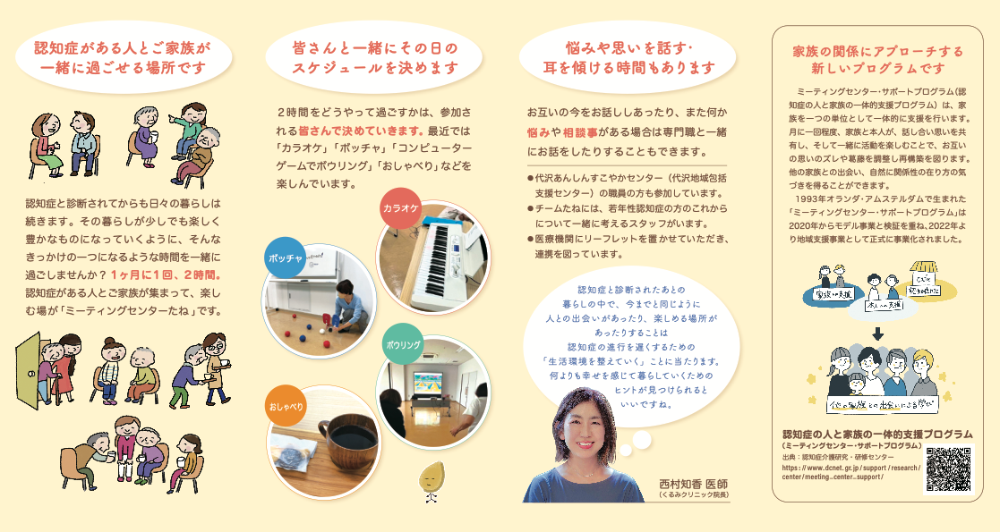 認知症がある人とご家族が
一緒に過ごせる場所です
認知症と診断されてからも日々の暮らしは
続きます。その暮らしが少しでも楽しく
豊かなものになっていくように、そんな
きっかけの一つになるような時間を一緒に
過ごしませんか？１ヶ月に１回、２時間。
認知症がある人とご家族が集まって、楽し
む場が「ミーティングセンターたね」です。
皆さんと一緒にその日の
スケジュールを決めます
２時間をどうやって過ごすかは、参加さ
れる皆さんで決めていきます。最近では
「カラオケ」「ボッチャ」「コンピューター
ゲームでボウリング」「おしゃべり」などを
楽しんでいます。
カラオケ
ボッチャ
ボウリング
おしゃべり
悩みや思いを話す・
耳を傾ける時間もあります
お互いの今をお話ししあったり、また何か
悩みや相談事がある場合は専門職と一緒
にお話をしたりすることもできます。
●代沢あんしんすこやかセンター（代沢地域包括
支援センター）の職員の方も参加しています。
●チームたねには、若年性認知症の方のこれから
について一緒に考えるスタッフがいます。
●医療機関にリーフレットを置かせていただき、
連携を図っています。
認知症と診断されたあとの
暮らしの中で、今までと同じように
人との出会いがあったり、楽しめる場所が
あったりすることは
認知症の進行を遅くするための
「生活環境を整えていく」ことに当たります。
何よりも幸せを感じて暮らしていくための
ヒントが見つけられると
いいですね。
西村知香 医師
（くるみクリニック院長）
家族の関係にアプローチする
新しいプログラムです
ミーティングセンター・サポートプログラム（認
知症の人と家族の一体的支援プログラム）は、家
族を一つの単位として一体的に支援を行います。
月に一回程度、家族と本人が、話し合い思いを共
有し、そして一緒に活動を楽しむことで、お互い
の思いのズレや葛藤を調整し再構築を図ります。
他の家族との出会い、自然に関係性の在り方の気
づきを得ることができます。
1993年オランダ・アムステルダムで生まれた
「ミーティングセンター・サポートプログラム」は
2020年からモデル事業と検証を重ね、2022年よ
り地域支援事業として正式に事業化されました。
家族への支援
本人への支援
他の家族との出会いによる学び
認知症の人と家族の一体的支援プログラム
（ミーティングセンター・サポートプログラム）
出典：認知症介護研究・研修センター
https://www.dcnet.gr.jp/support/research/
center/meeting_center_support/